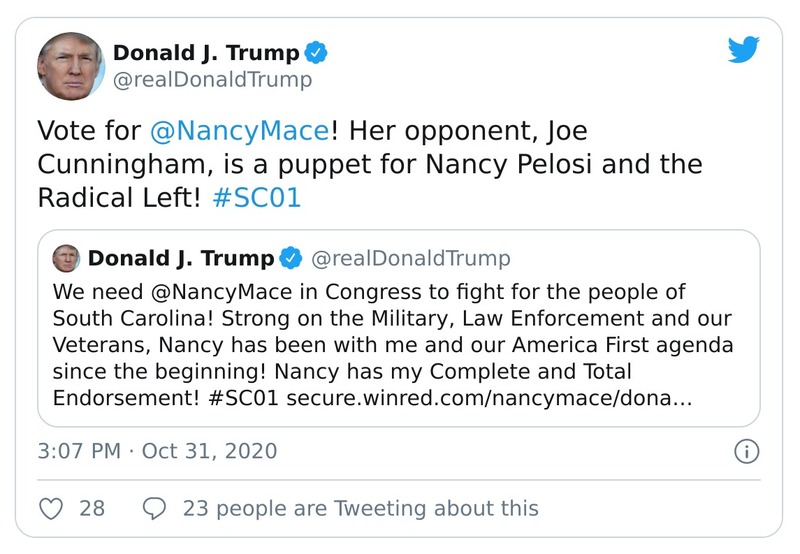 Donald J. Trump
@realDonaldTrump
Vote for @NancyMace! Her opponent, Joe
Cunningham, is a puppet for Nancy Pelosi and the
Radical Left! #SC01
Donald J. Trump @realDonaldTrump
We need @NancyMace in Congress to fight for the people of
South Carolina! Strong on the Military, Law Enforcement and our
Veterans, Nancy has been with me and our America First agenda
since the beginning! Nancy has my Complete and Total
Endorsement! #SC01 secure.winred.com/nancymace/dona…
3:07 PM · Oct 31, 2020
28 23 people are Tweeting about this